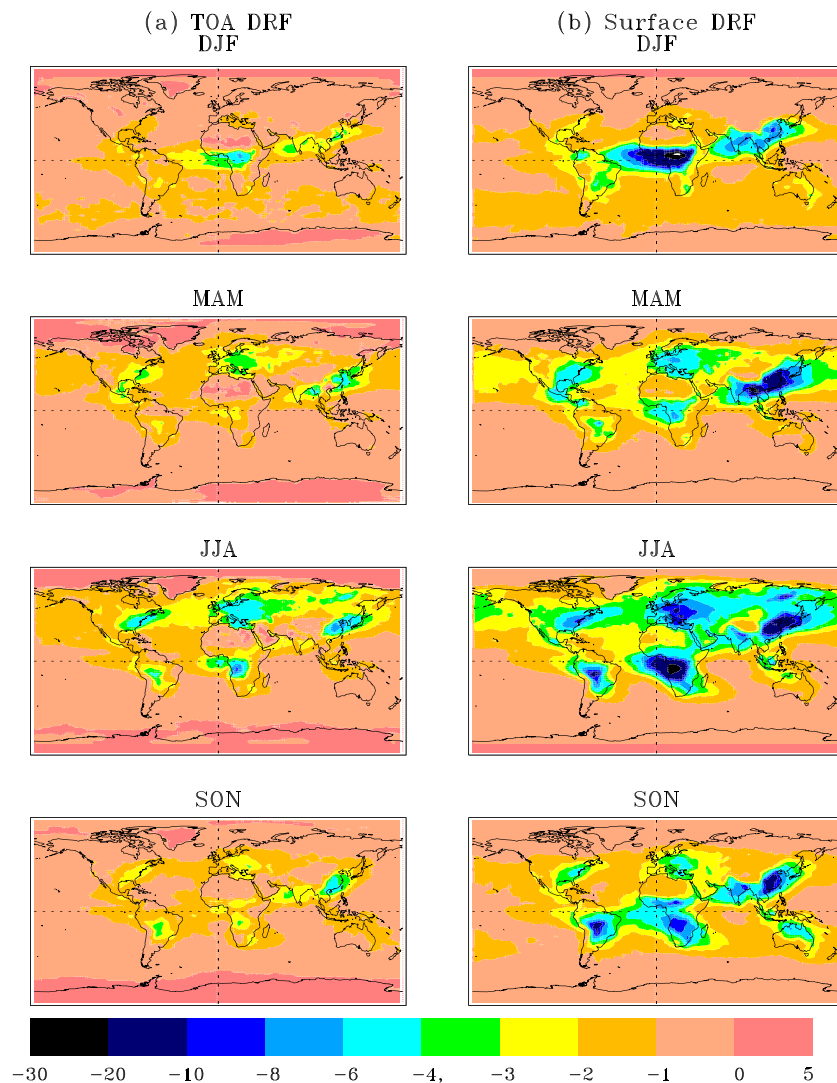 (a) TOA DRF
DJF
(b) Surface DRF
DJF
MAM
MAM
JJA
JJA
SON
SON
-30 -20 -10 -8 -6 -4, -3 -2 -1 0 5